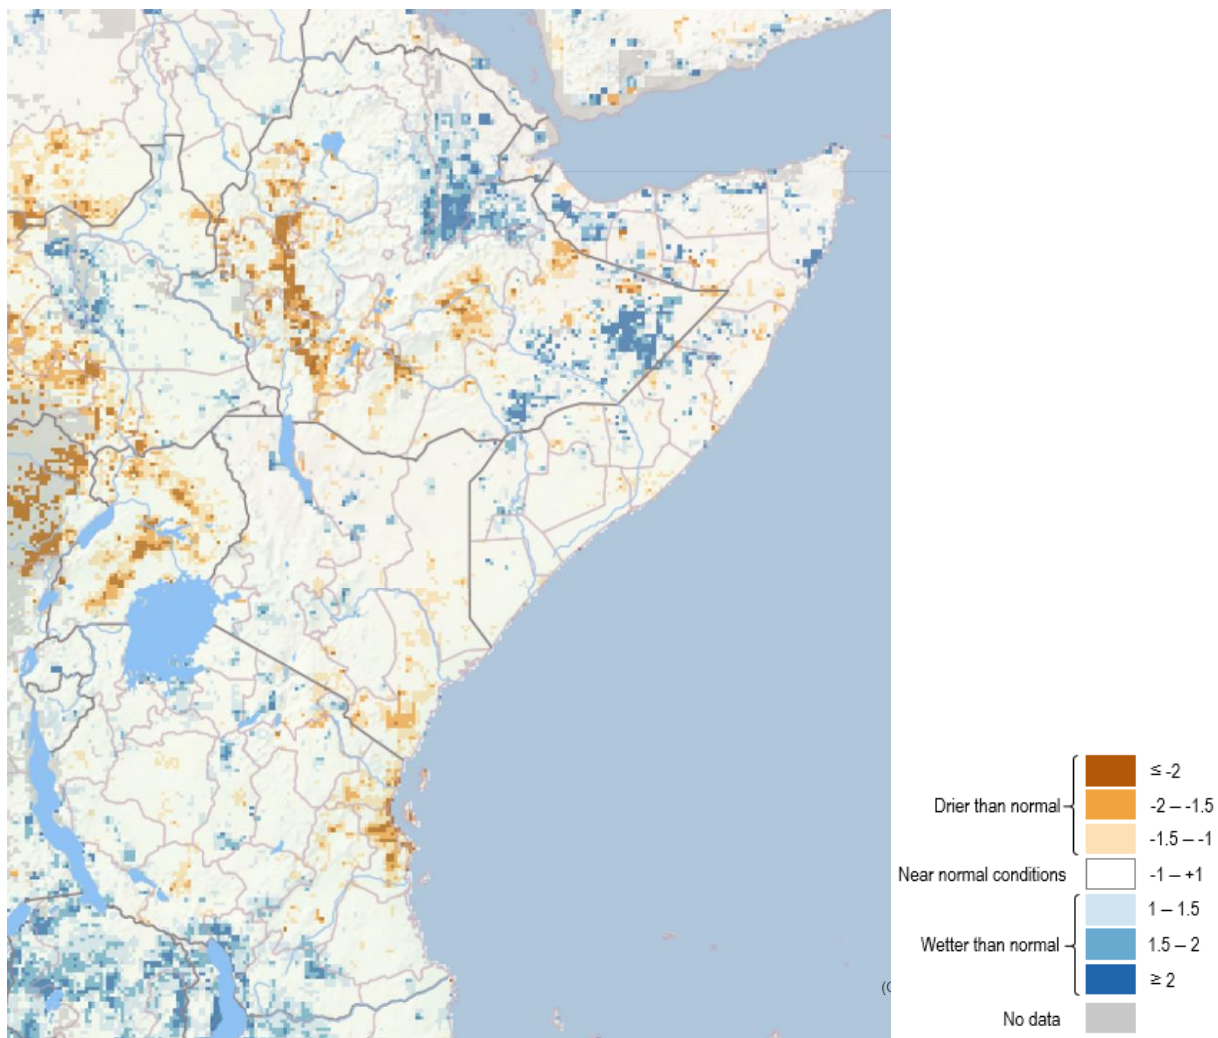 Drier than normal
≤ -2
-2 – -1.5
-1.5 – -1
Near normal conditions
-1 – +1
Wetter than normal
1 – 1.5
1.5 – 2
≥ 2
No data